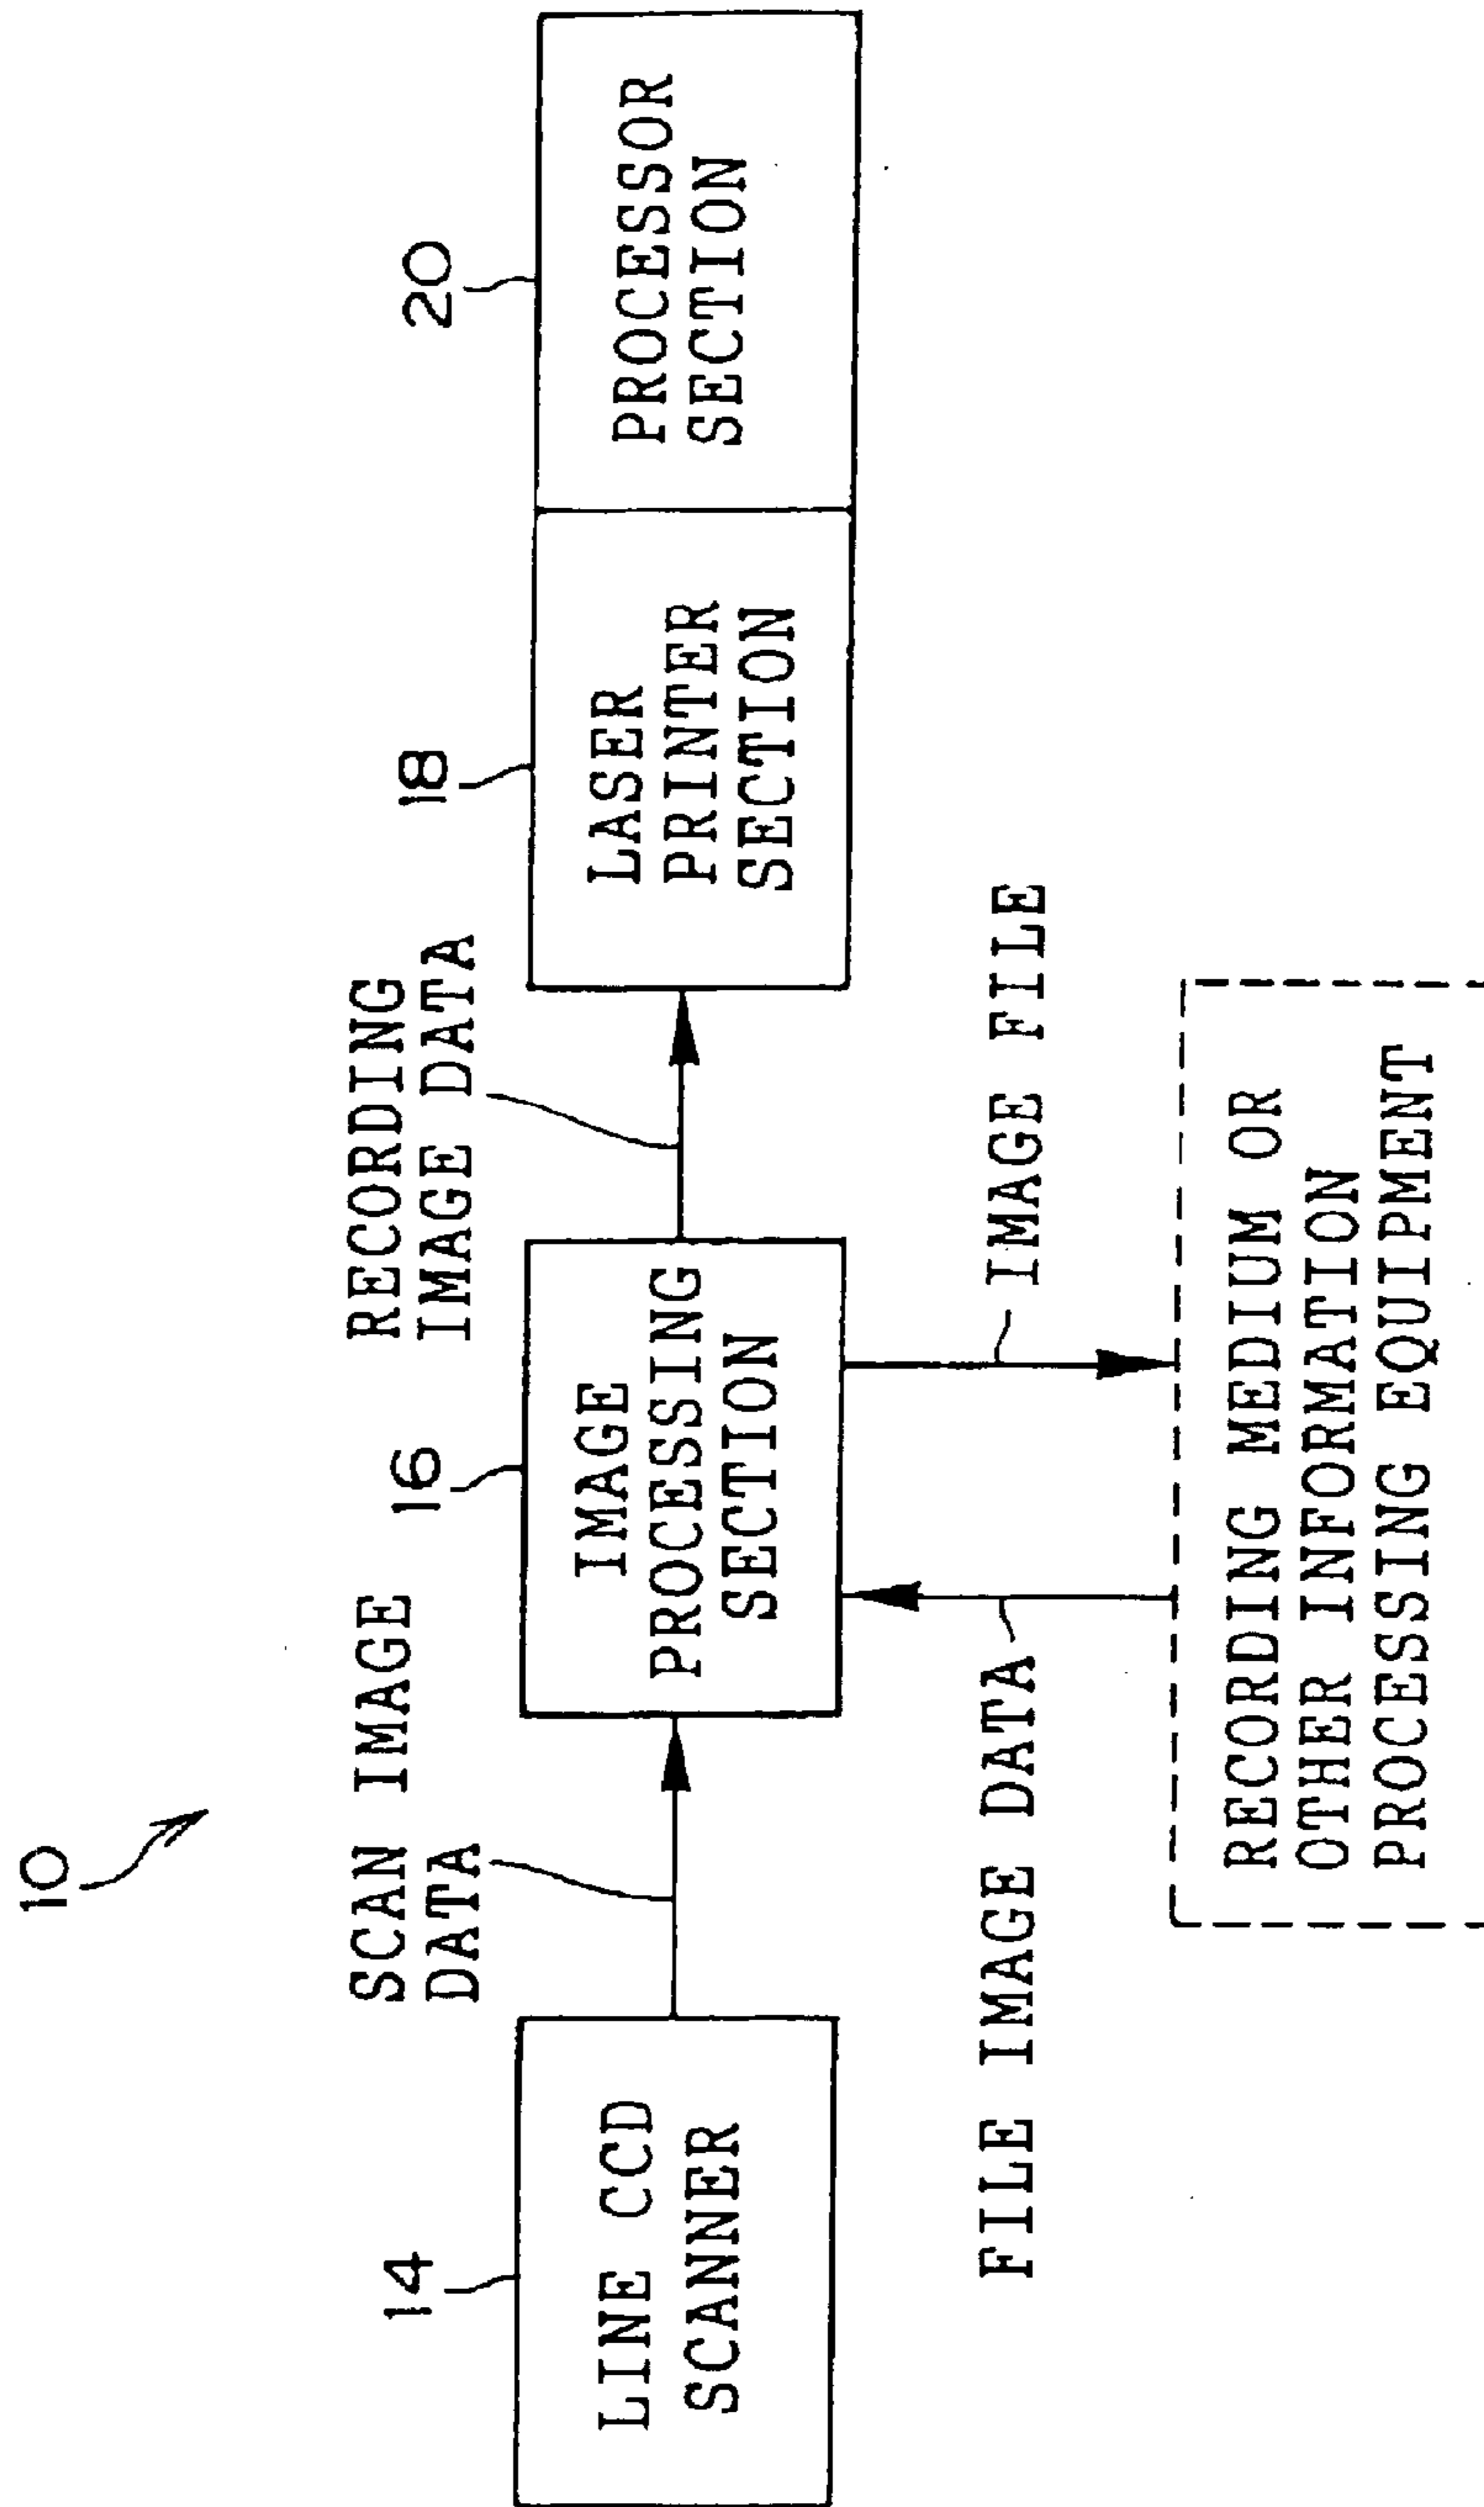 10
SCAN IMAGE
DATA
RECORDING
IMAGE DATA
14
16
18
20
LINE CCD
SCANNER
IMAGE
PROCESSING
SECTION
LASER
PRINTER
SECTION
PROCESSOR
SECTION
FILE IMAGE DATA
IMAGE FILE
RECORDING MEDIUM OR
OTHER INFORMATION
PROCESSING EQUIPMENT